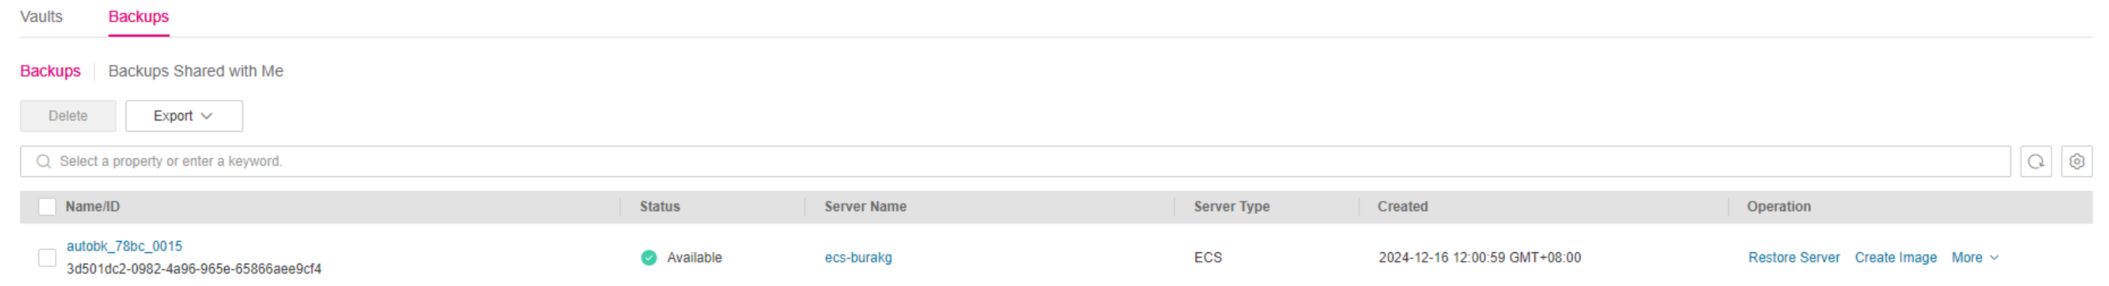 Vaults Backups
Backups Backups Shared with Me
Delete Export
Select a property or enter a keyword.
Name/ID Status Server Name Server Type Created Operation
autobk_78bc_0015
3d501dc2-0982-4a96-965e-65866aee9cf4 Available ecs-burakg ECS 2024-12-16 12:00:59 GMT+08:00 Restore Server Create Image More